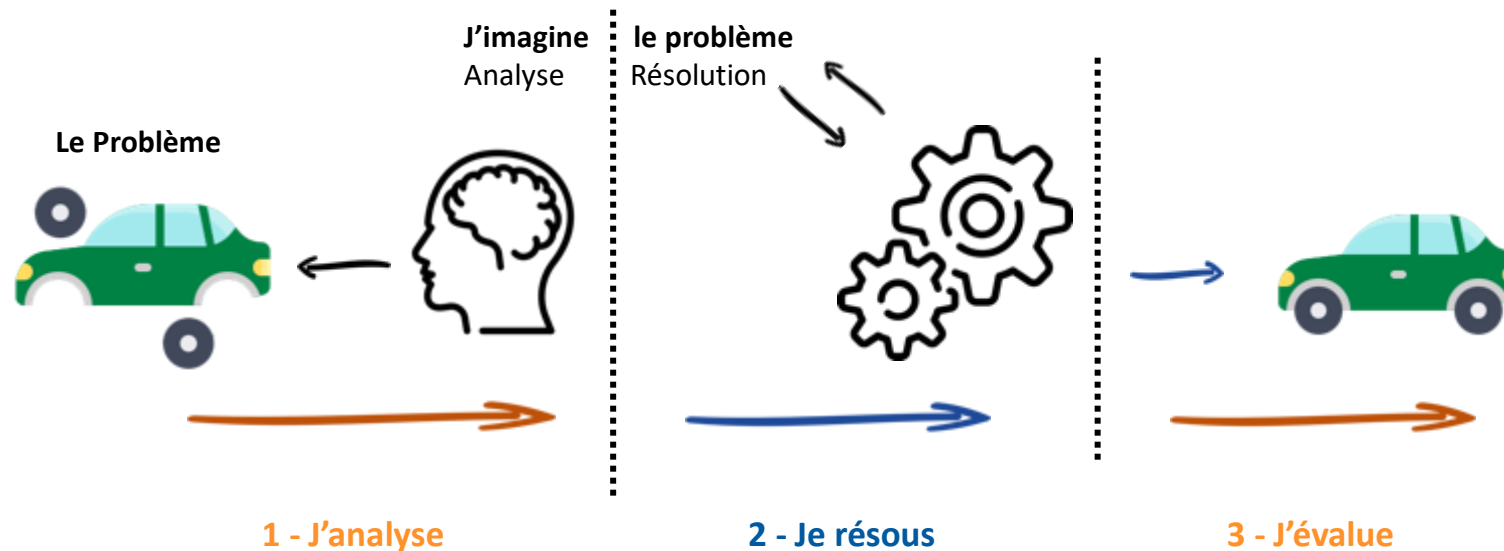 J’imagine le problème
Analyse Résolution
Le Problème
1 - J’analyse
2 - Je résous
3 - J’évalue